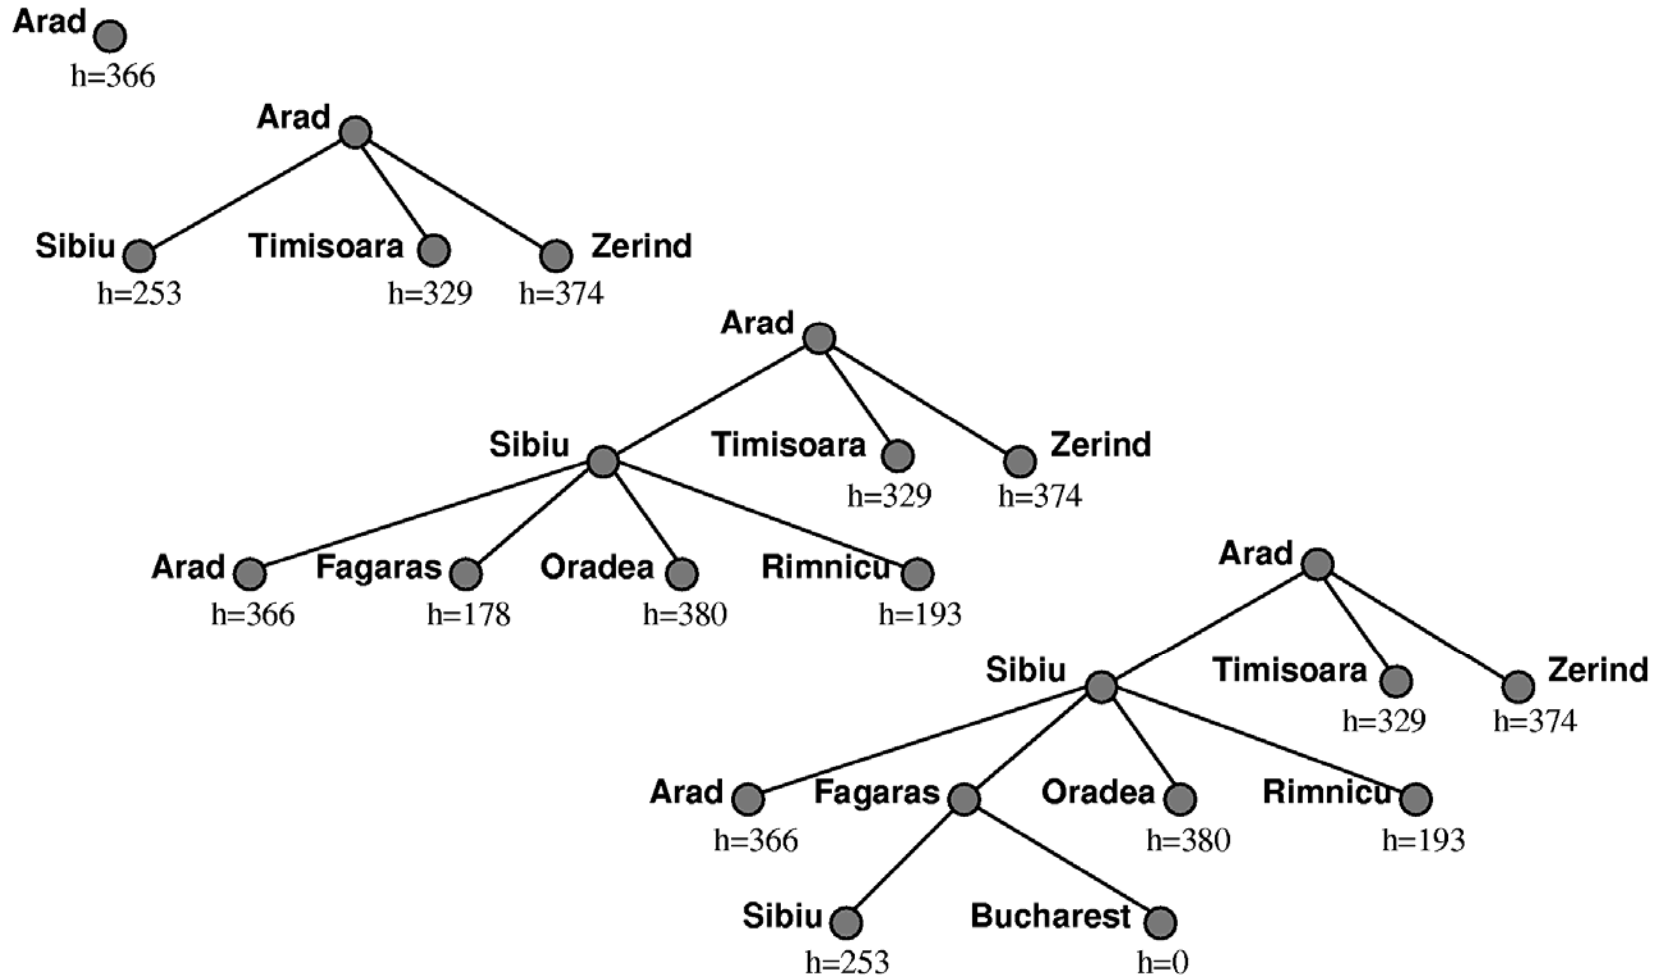 Arad
h=366
Arad
Sibiu Timisoara Zerind
h=253 h=329 h=374
Arad
Sibiu Timisoara Zerind
h=329 h=374
Arad Fagaras Oradea Rimnicu
h=366 h=178 h=380 h=193
Arad
Sibiu Timisoara Zerind
h=329 h=374
Arad Fagaras Oradea Rimnicu
h=366 h=380 h=193
Sibiu Bucharest
h=253 h=0